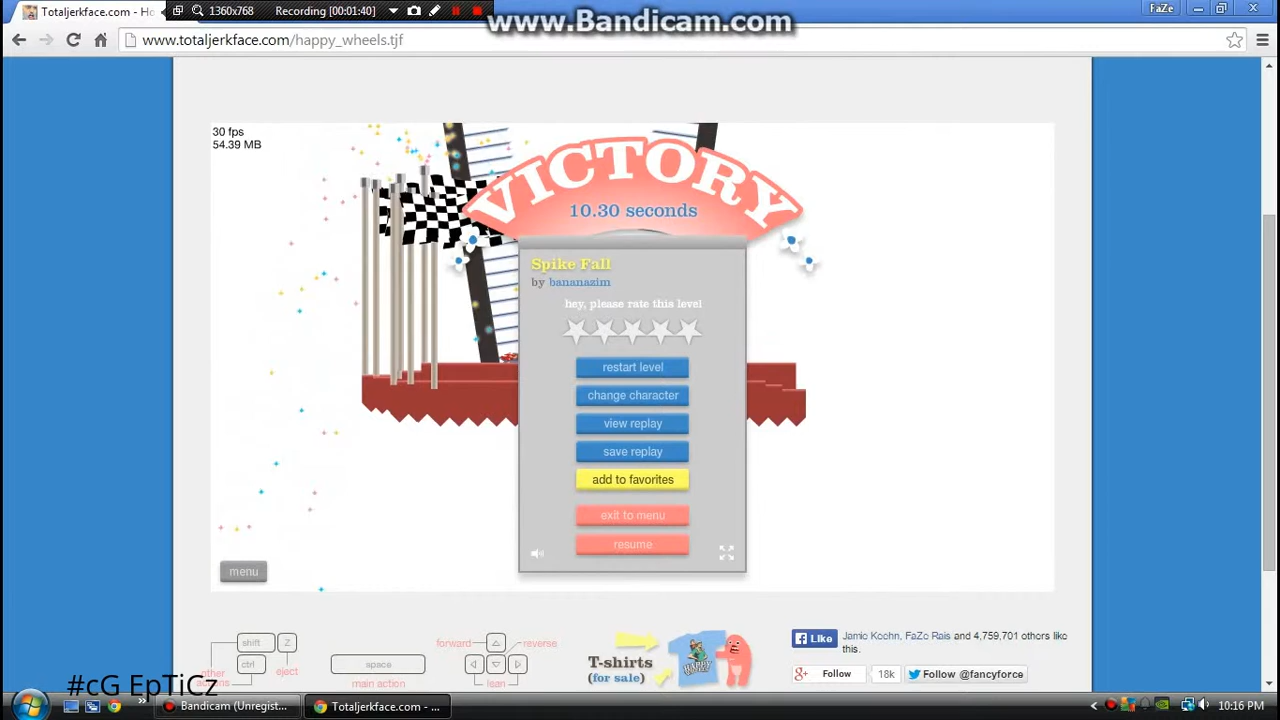 www.Bandicam.com
Totaljerkface.com - Ho
1360x768
Recording [00:01:40]
FaZe
www.totaljerkface.com/happy_wheels.tjf
30 fps
54.39 MB
VICTORY
10.30 seconds
Spike Fall
by bananazim
hey, please rate this level
restart level
change character
view replay
save replay
add to favorites
exit to menu
resume
menu
shift
Z
ctrl
eject
other
space
main action
forward
reverse
lean
T-shirts
(for sale)
Like
Jamie Keehn, FaZe Rais and 4,759,701 others like
this.
Follow
18k
Follow @fancyforce
#cG EpTiCz
Bandicam (Unregist...
Totaljerkface.com - ...
10:16 PM